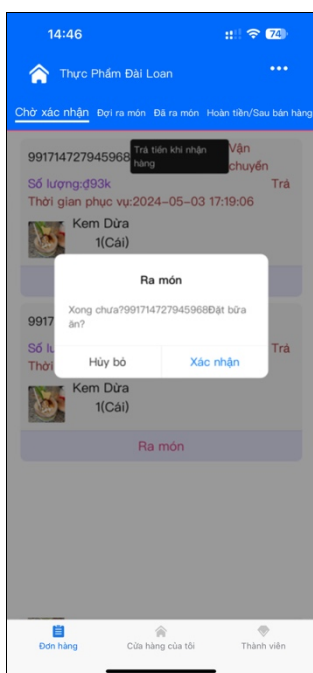 14:46
74
Thực Phẩm Đài Loan
Chờ xác nhận Đợi ra món Đã ra món Hoàn tiền/Sau bán hàng
991714727945968 Trả tiền khi nhận hàng Vận chuyển
Số lượng:₫93k Trả
Thời gian phục vụ:2024-05-03 17:19:06
Kem Dừa
1(Cái)
Ra món
Xong chưa?991714727945968Đặt bữa
ăn?
Hủy bỏ Xác nhận
9917
Số lư Trả
Thời
Kem Dừa
1(Cái)
Ra món
Đơn hàng Cửa hàng của tôi Thành viên